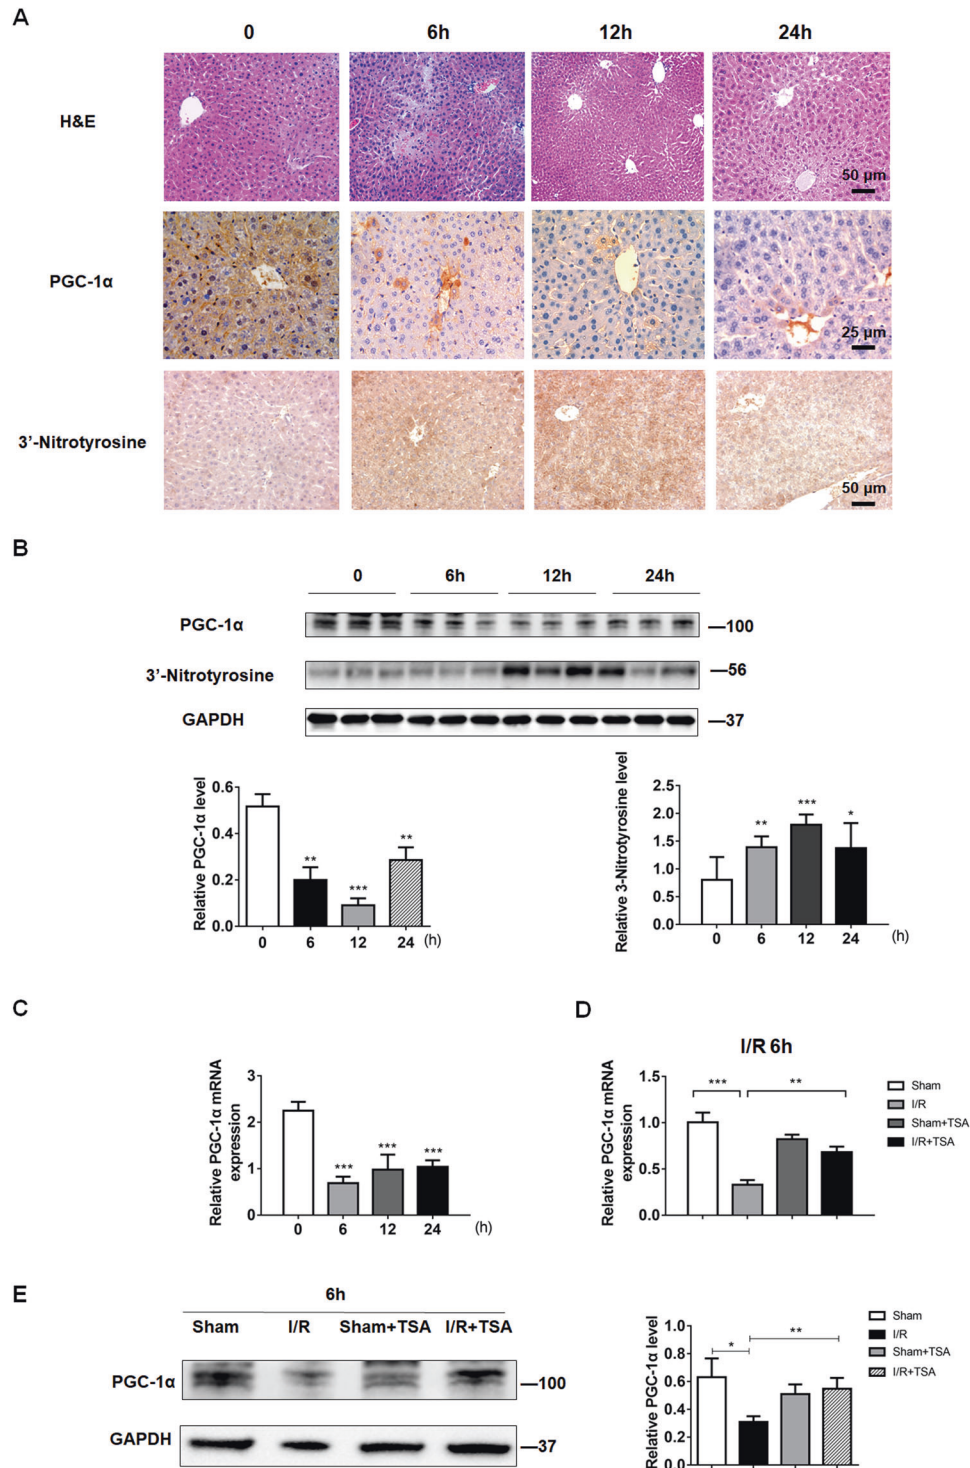 A
0 6h 12h 24h
H&E
50 µm
PGC-1α
25 µm
3’-Nitrotyrosine
50 µm
B
0 6h 12h 24h
PGC-1α —100
3’-Nitrotyrosine —56
GAPDH —37
Relative PGC-1α level
0.6
0.4
0.2
0.0
** *** **
0 6 12 24 (h)
Relative 3-Nitrotyrosine level
2.5
2.0
1.5
1.0
0.5
0.0
** *** *
0 6 12 24 (h)
C
Relative PGC-1α mRNA
expression
3
2
1
0
*** *** ***
0 6 12 24 (h)
D
I/R 6h
Relative PGC-1α mRNA
expression
1.5
1.0
0.5
0.0
*** **
Sham
I/R
Sham+TSA
I/R+TSA
E
6h
Sham I/R Sham+TSA I/R+TSA
PGC-1α —100
GAPDH —37
Relative PGC-1α level
1.0
0.8
0.6
0.4
0.2
0.0
* **
Sham
I/R
Sham+TSA
I/R+TSA